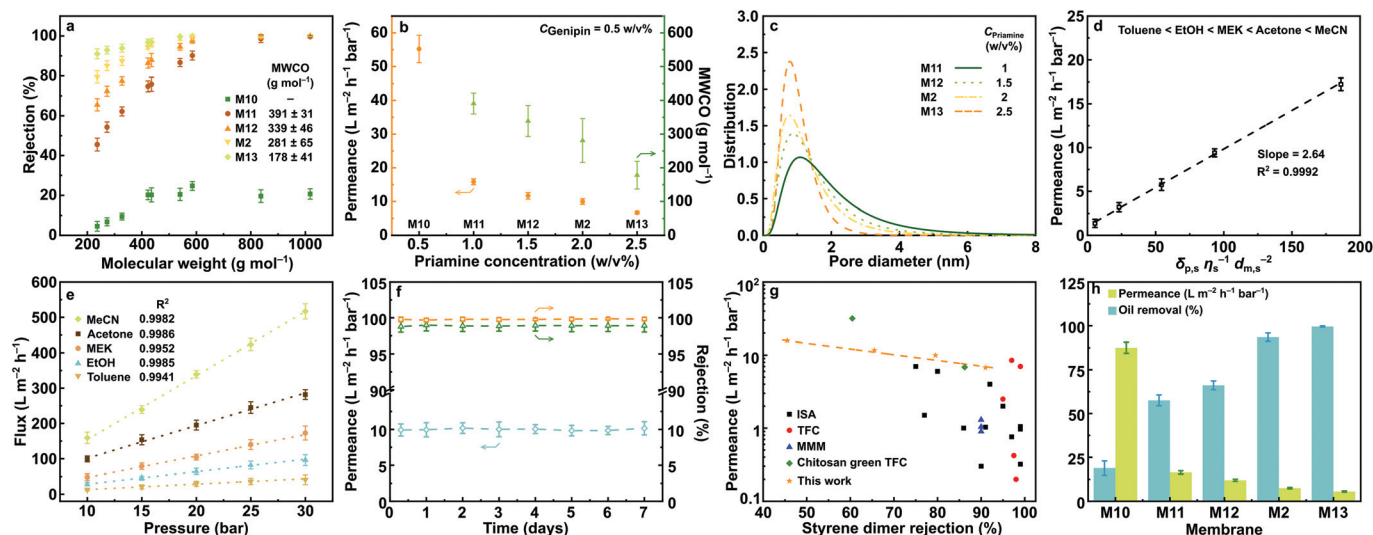 a
Rejection (%)
100
80
60
40
20
0
MWCO
(g mol⁻¹)
M10 –
M11 391 ± 31
M12 339 ± 46
M2 281 ± 65
M13 178 ± 41
200 400 600 800 1000
Molecular weight (g mol⁻¹)
b
C_Genipin = 0.5 w/v%
Permeance (L m⁻² h⁻¹ bar⁻¹)
60
50
40
30
20
10
0
MWCO (g mol⁻¹)
600
500
400
300
200
100
0
M10 M11 M12 M2 M13
0.5 1.0 1.5 2.0 2.5
Priamine concentration (w/v%)
c
C_Priamine
(w/v%)
M11 1
M12 1.5
M2 2
M13 2.5
Distribution
2.5
2.0
1.5
1.0
0.5
0.0
0 2 4 6 8
Pore diameter (nm)
d
Toluene < EtOH < MEK < Acetone < MeCN
Permeance (L m⁻² h⁻¹ bar⁻¹)
25
20
15
10
5
0
Slope = 2.64
R² = 0.9992
0 50 100 150 200
δp,s ηs⁻¹ dm,s⁻²
e
R²
MeCN 0.9982
Acetone 0.9986
MEK 0.9952
EtOH 0.9985
Toluene 0.9941
Flux (L m⁻² h⁻¹)
600
500
400
300
200
100
0
10 15 20 25 30
Pressure (bar)
f
Permeance (L m⁻² h⁻¹ bar⁻¹)
100
95
90
15
10
5
0
Rejection (%)
100
95
90
15
10
5
0
0 1 2 3 4 5 6 7
Time (days)
g
Permeance (L m⁻² h⁻¹ bar⁻¹)
100
10
1
0.1
ISA
TFC
MMM
Chitosan green TFC
This work
40 50 60 70 80 90 100
Styrene dimer rejection (%)
h
Permeance (L m⁻² h⁻¹ bar⁻¹)
Oil removal (%)
100
75
50
25
0
M10 M11 M12 M2 M13
Membrane